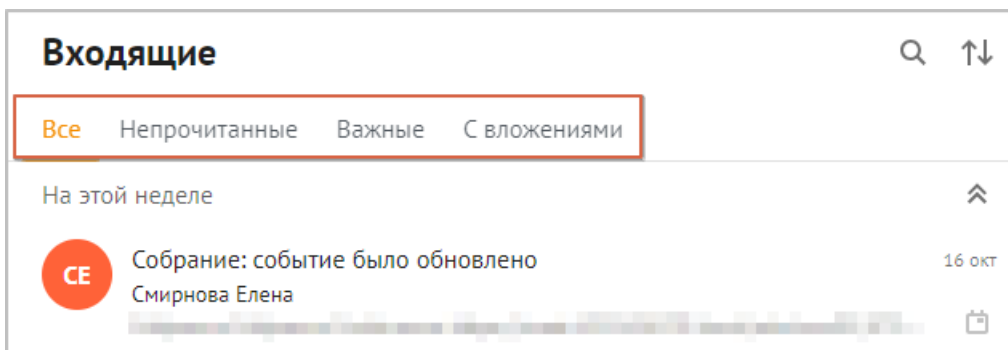 Входящие
Все Непрочитанные Важные С вложениями
На этой неделе
СЕ Собрание: событие было обновлено 16 окт
Смирнова Елена